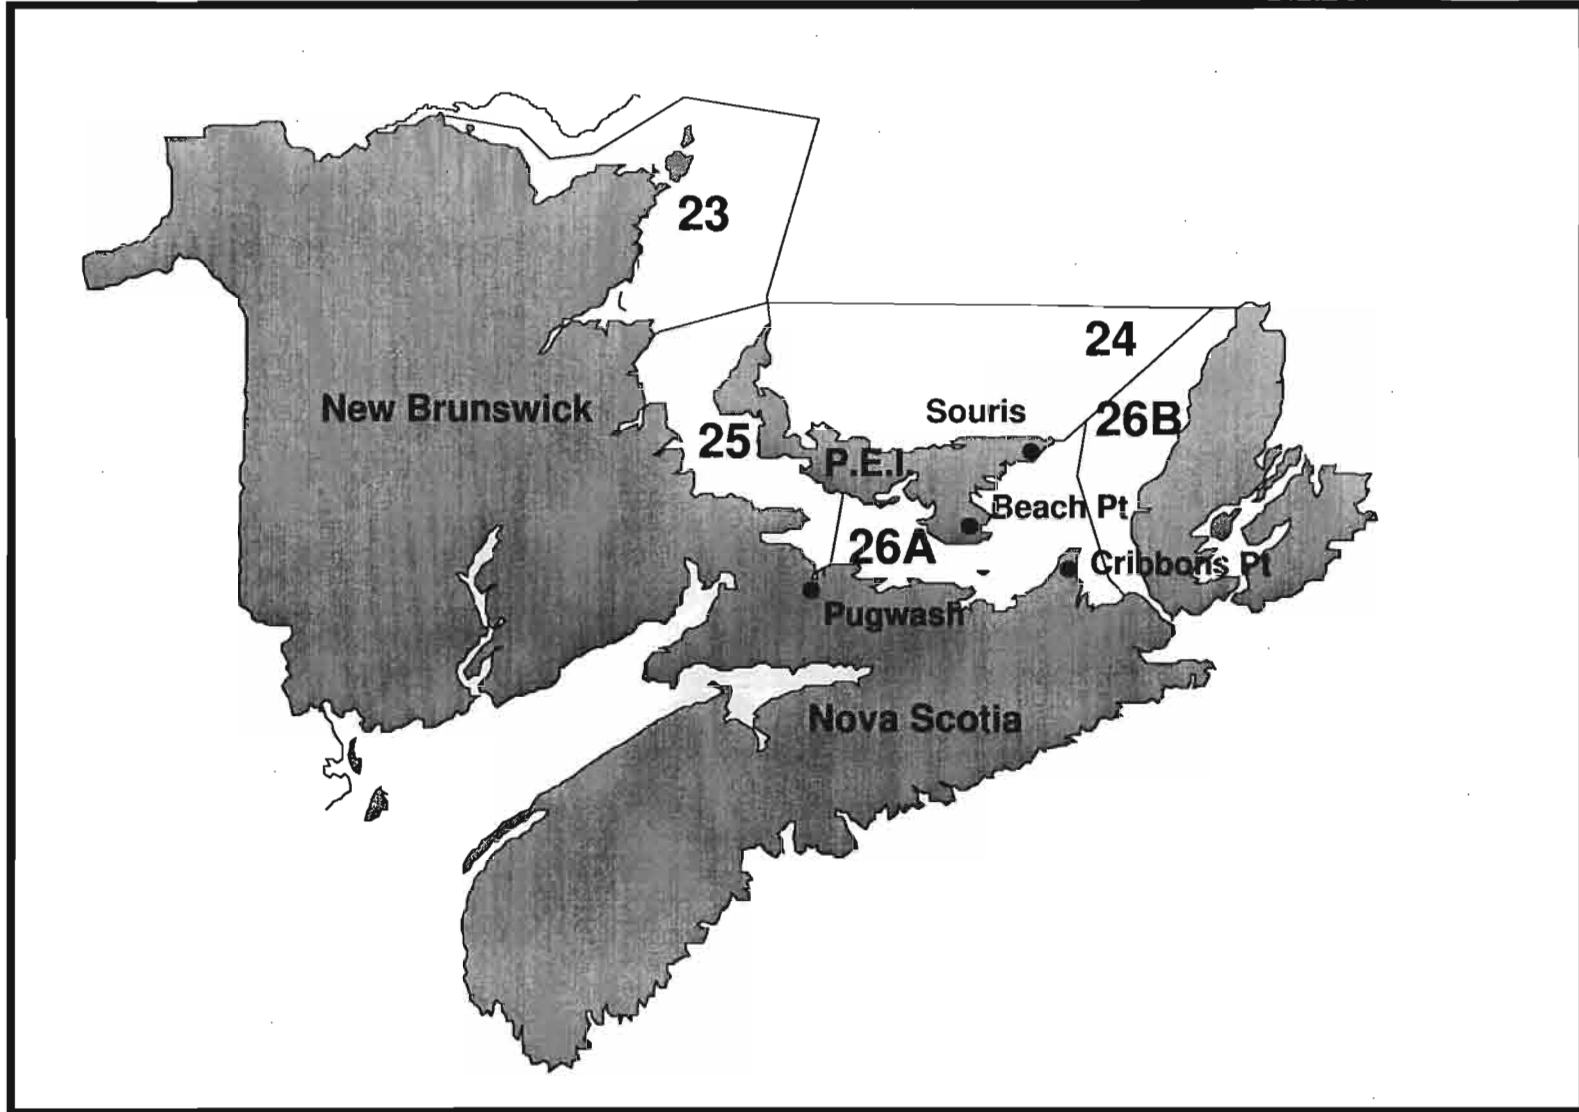 23
24
New Brunswick
Souris
26B
25
P.E.I.
Beach Pt
26A
Cribbons Pt
Pugwash
Nova Scotia